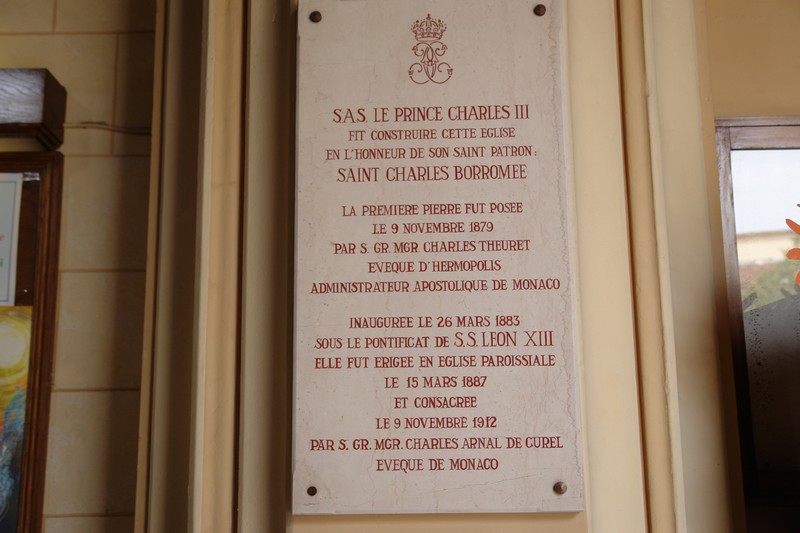 S.A.S. LE PRINCE CHARLES III
FIT CONSTRUIRE CETTE EGLISE
EN L'HONNEUR DE SON SAINT PATRON:
SAINT CHARLES BORROMEE
LA PREMIERE PIERRE FUT POSEE
LE 9 NOVEMBRE 1879
PAR S. GR. MGR. CHARLES THEURET
EVEQUE D'HERMOPOLIS
ADMINISTRATEUR APOSTOLIQUE DE MONACO
INAUGUREE LE 26 MARS 1883
SOUS LE PONTIFICAT DE S.S. LEON XIII
ELLE FUT ERIGEE EN EGLISE PAROISSIALE
LE 15 MARS 1887
ET CONSACREE
LE 9 NOVEMBRE 1912
PAR S. GR. MGR. CHARLES ARNAL DE CUREL
EVEQUE DE MONACO